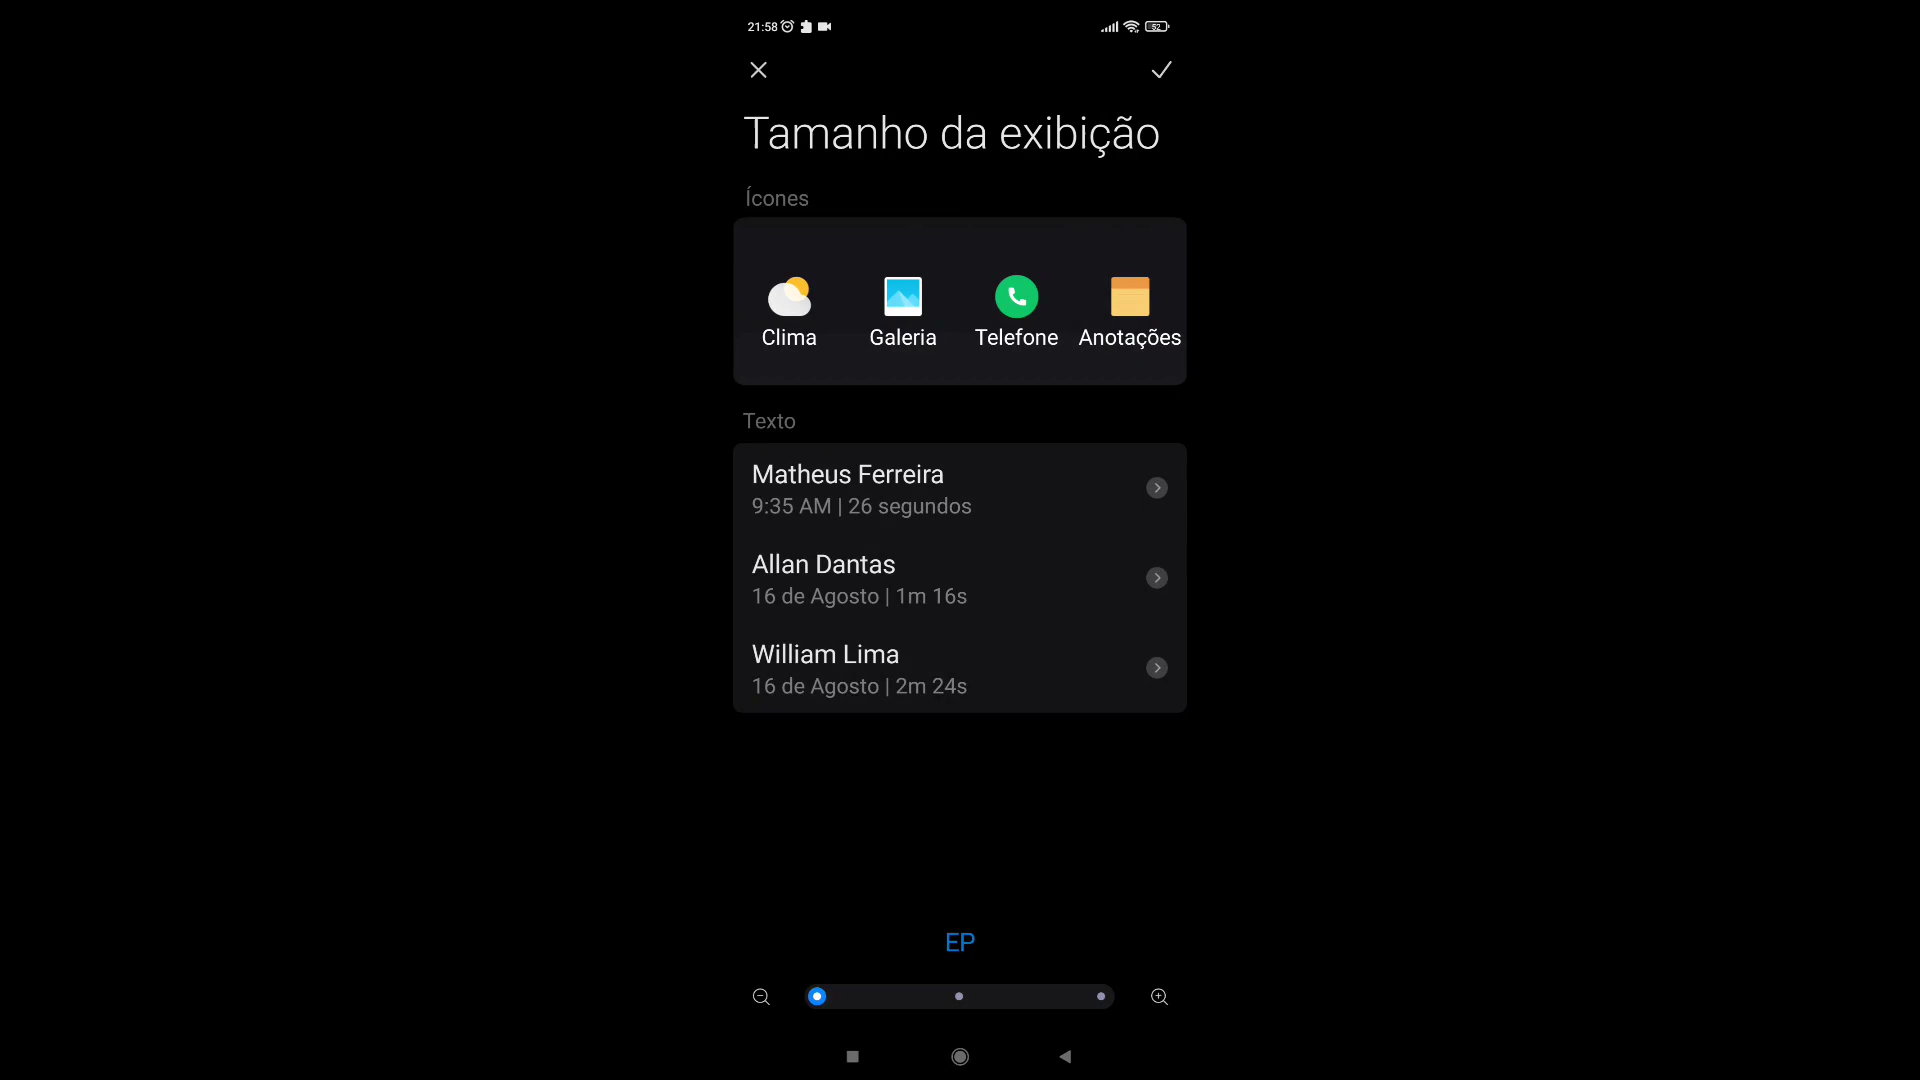 21:58 52
Tamanho da exibição
Ícones
Clima Galeria Telefone Anotações
Texto
Matheus Ferreira
9:35 AM | 26 segundos
Allan Dantas
16 de Agosto | 1m 16s
William Lima
16 de Agosto | 2m 24s
EP